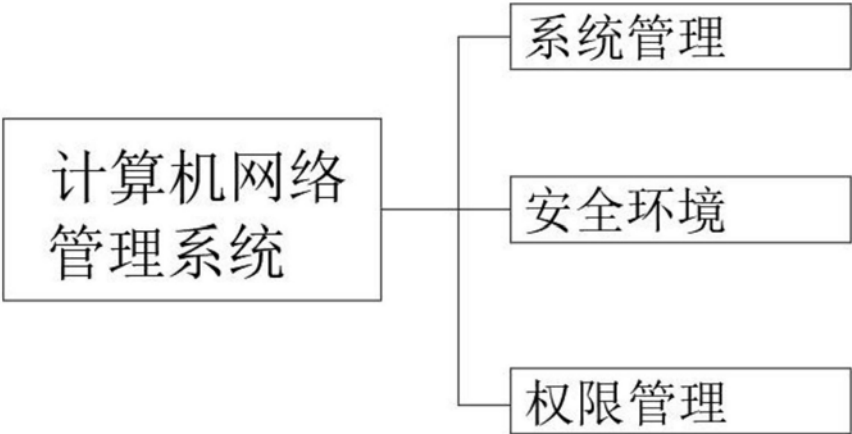 计算机网络
管理系统
系统管理
安全环境
权限管理